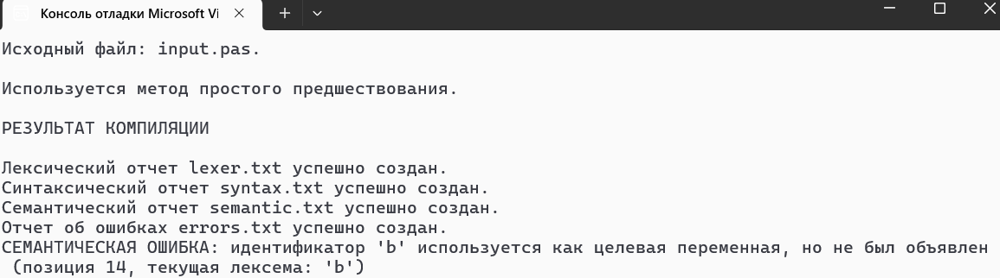 Консоль отладки Microsoft Vi
Исходный файл: input.pas.
Используется метод простого предшествования.
РЕЗУЛЬТАТ КОМПИЛЯЦИИ
Лексический отчет lexer.txt успешно создан.
Синтаксический отчет syntax.txt успешно создан.
Семантический отчет semantic.txt успешно создан.
Отчет об ошибках errors.txt успешно создан.
СЕМАНТИЧЕСКАЯ ОШИБКА: идентификатор 'b' используется как целевая переменная, но не был объявлен
(позиция 14, текущая лексема: 'b')